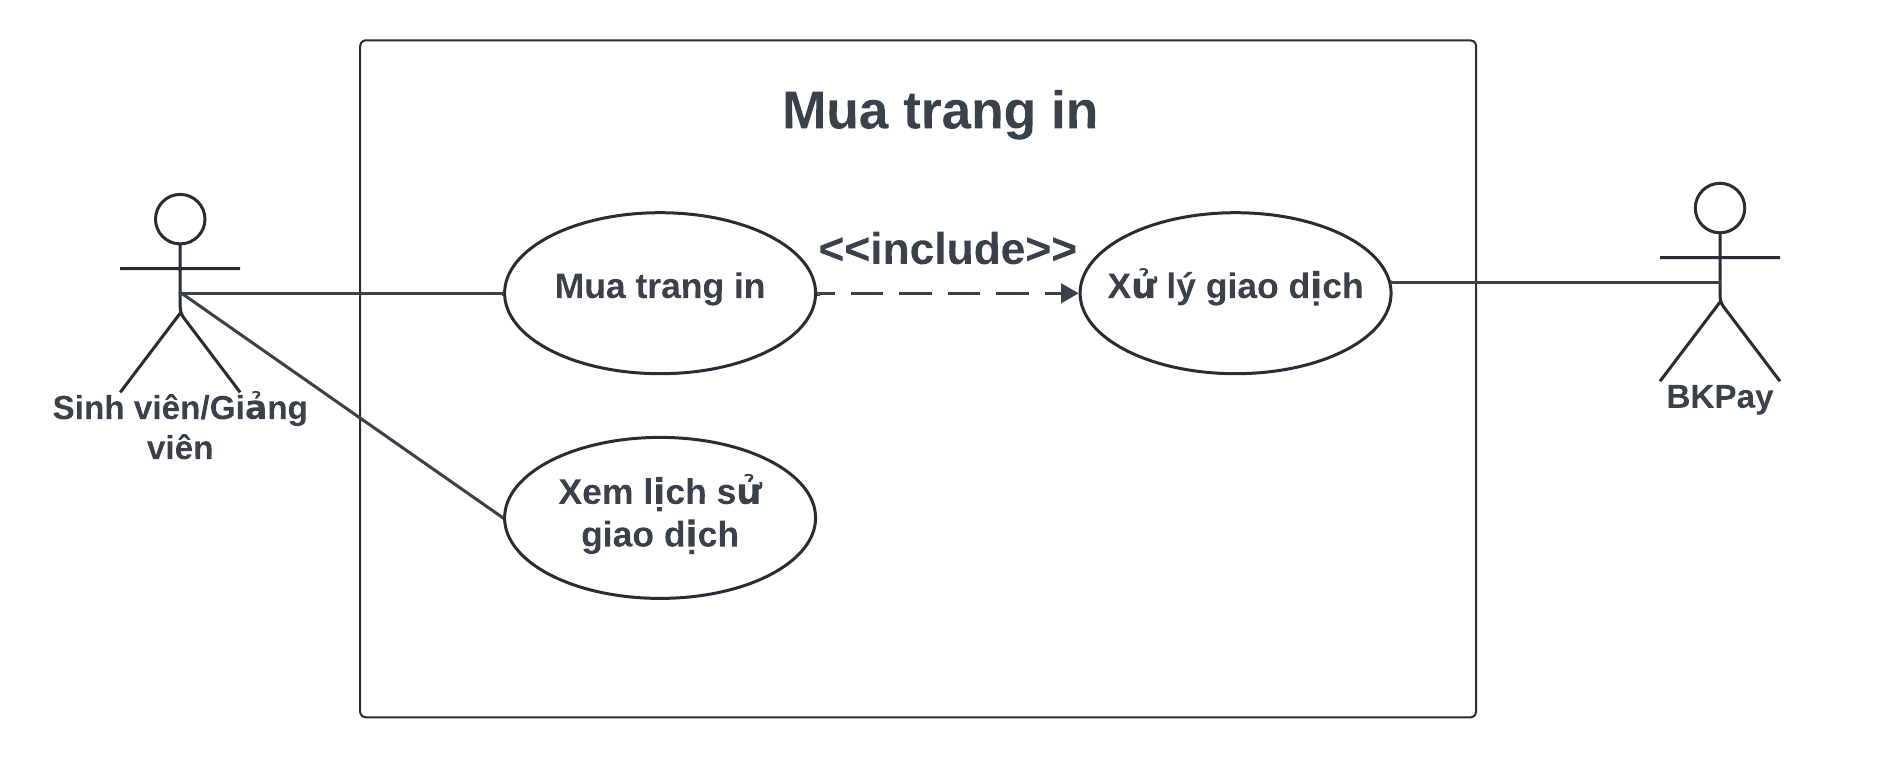 Mua trang in
<<include>>
Mua trang in
Xử lý giao dịch
Sinh viên/Giảng
viên
BKPay
Xem lịch sử
giao dịch